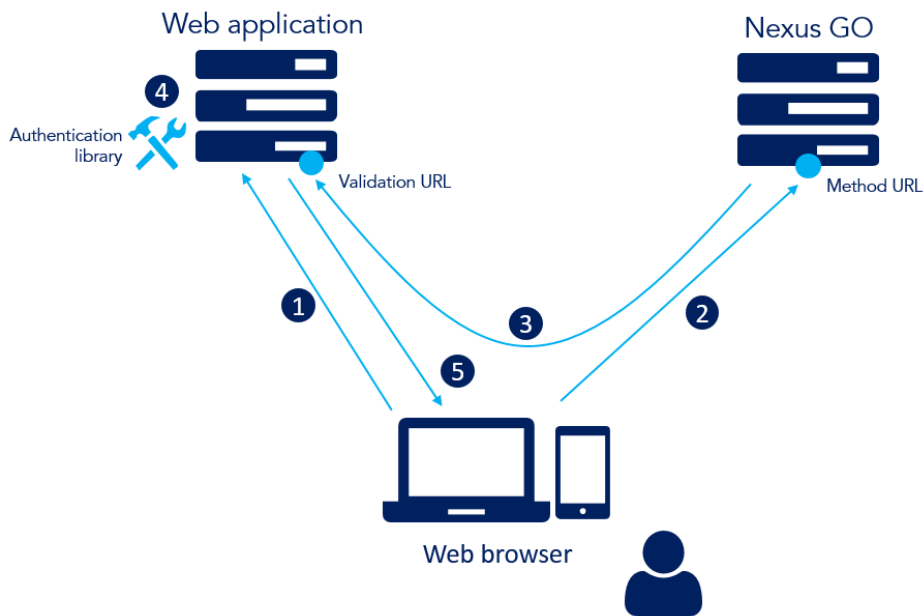 Web application
Nexus GO
4
Authentication
library
Validation URL
Method URL
1
2
3
5
Web browser